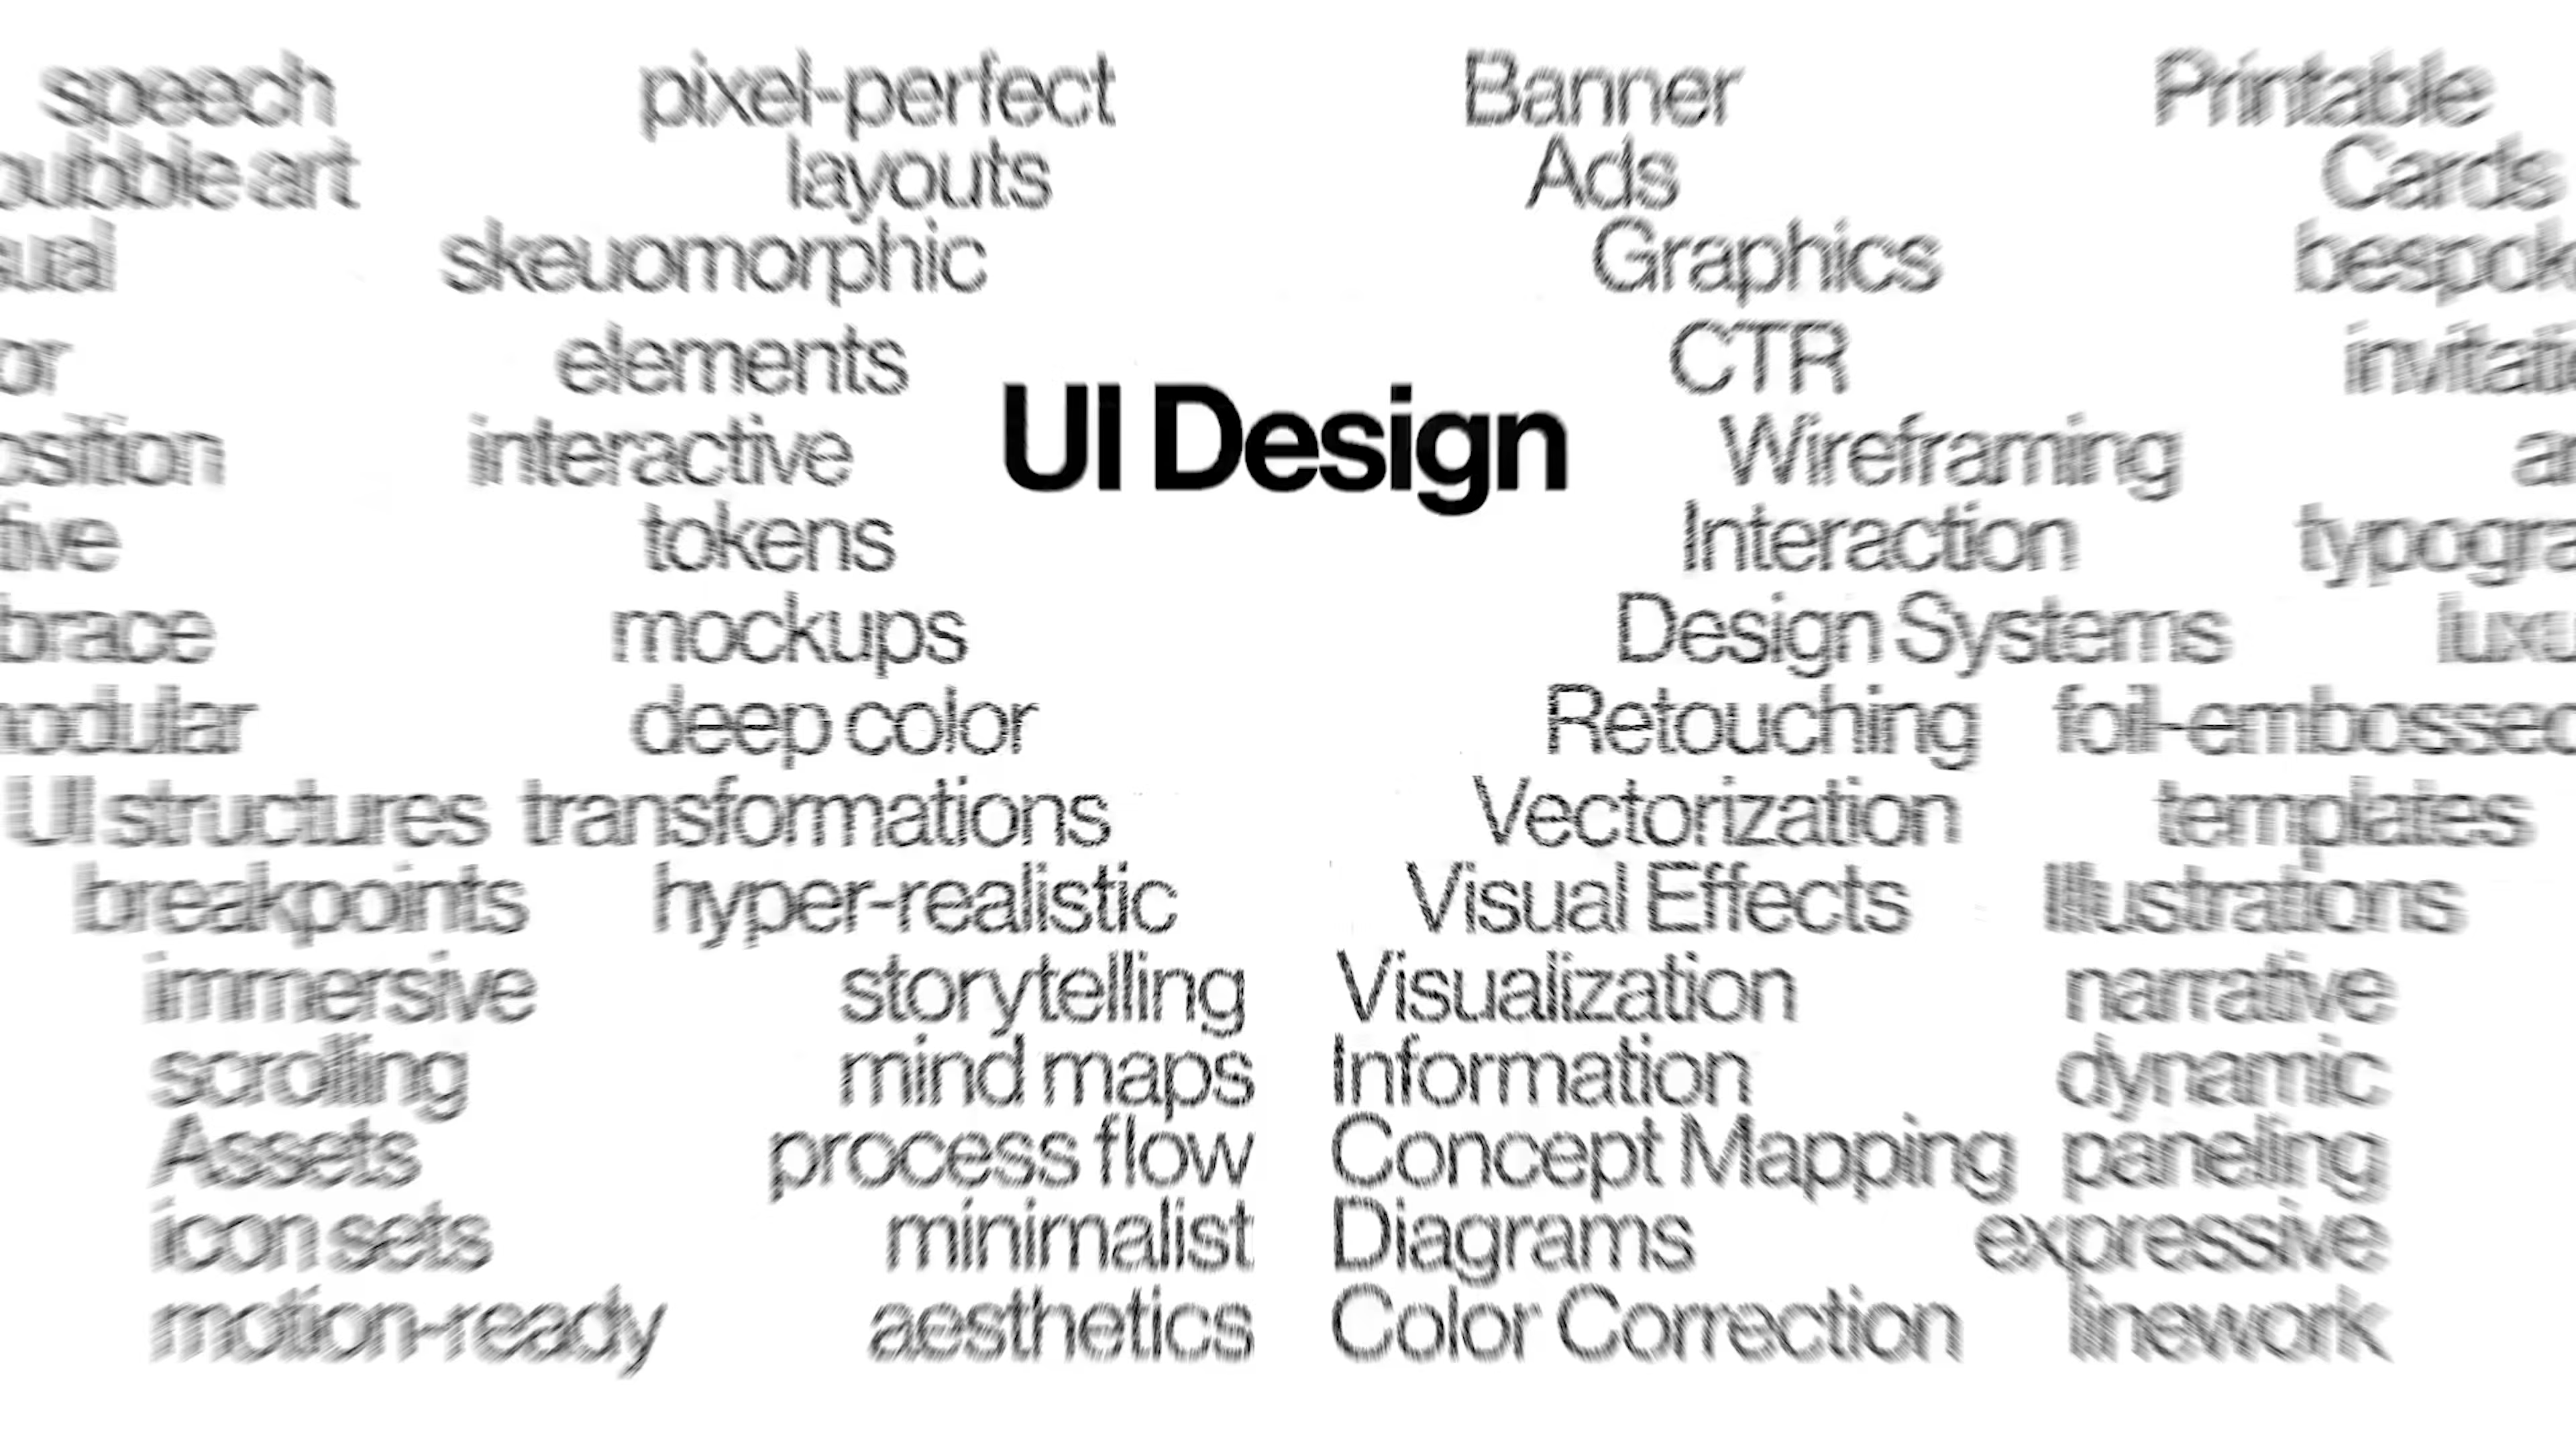 speech
bubble art
pixel-perfect
layouts
skeuomorphic
elements
interactive
tokens
mockups
deep color
UI structures
transformations
breakpoints
hyper-realistic
immersive
storytelling
scrolling
mind maps
Assets
process flow
icon sets
minimalist
motion-ready
aesthetics
UI Design
Banner
Ads
Graphics
CTR
Wireframing
Interaction
Design Systems
Retouching
Vectorization
Visual Effects
Visualization
Information
Concept Mapping
Diagrams
Color Correction
Printable
Cards
foil-embossed
templates
Illustrations
narrative
dynamic
paneling
expressive
linework